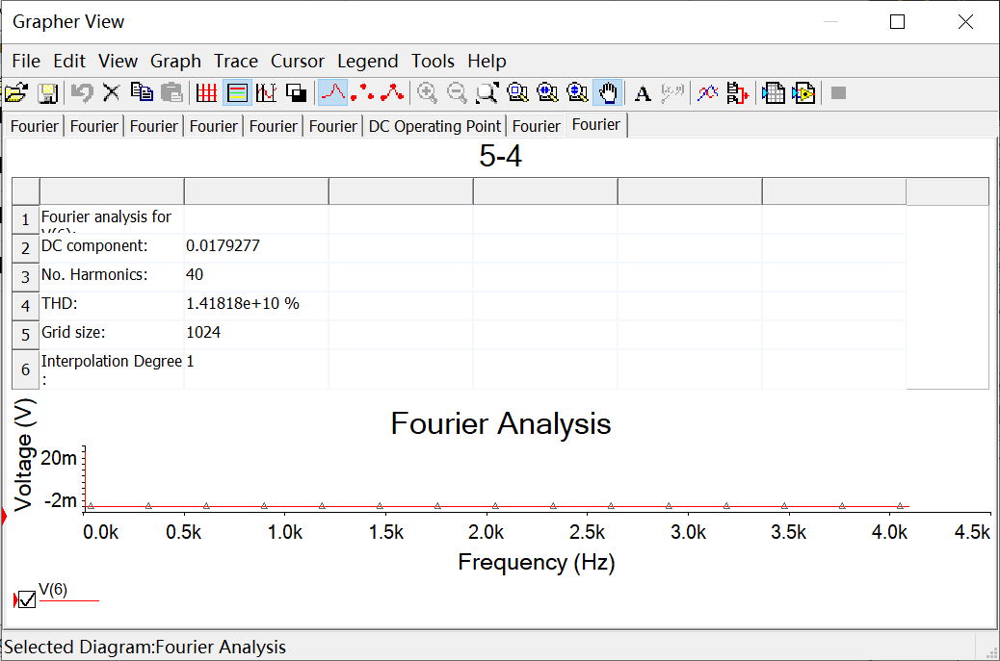 Grapher View
File Edit View Graph Trace Cursor Legend Tools Help
Fourier Fourier Fourier Fourier Fourier Fourier DC Operating Point Fourier Fourier
5-4
1 Fourier analysis for
V(6):
2 DC component: 0.0179277
3 No. Harmonics: 40
4 THD: 1.41818e+10 %
5 Grid size: 1024
6 Interpolation Degree 1
:
Fourier Analysis
Voltage (V)
20m
-2m
0.0k 0.5k 1.0k 1.5k 2.0k 2.5k 3.0k 3.5k 4.0k 4.5k
Frequency (Hz)
V(6)
Selected Diagram:Fourier Analysis